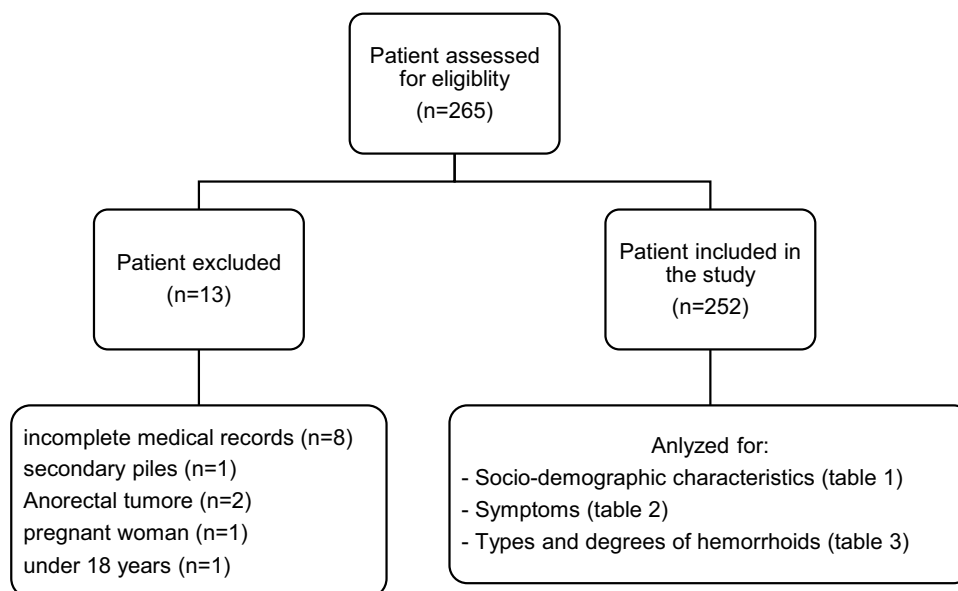 Patient assessed
for eligiblity
(n=265)
Patient excluded
(n=13)
Patient included in
the study
(n=252)
incomplete medical records (n=8)
secondary piles (n=1)
Anorectal tumore (n=2)
pregnant woman (n=1)
under 18 years (n=1)
Anlyzed for:
- Socio-demographic characteristics (table 1)
- Symptoms (table 2)
- Types and degrees of hemorrhoids (table 3)